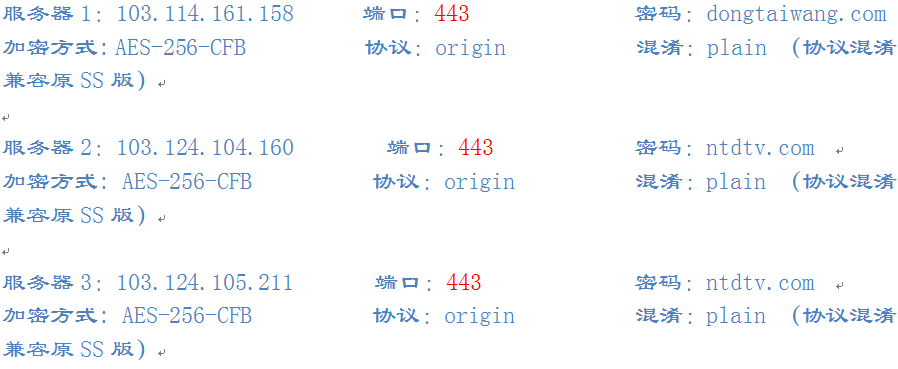 服务器 1：103.114.161.158 端口：443 密码：dongtaiwang.com
加密方式：AES-256-CFB 协议：origin 混淆：plain （协议混淆
兼容原 SS 版）
服务器 2：103.124.104.160 端口：443 密码：ntdtv.com
加密方式：AES-256-CFB 协议：origin 混淆：plain （协议混淆
兼容原 SS 版）
服务器 3：103.124.105.211 端口：443 密码：ntdtv.com
加密方式：AES-256-CFB 协议：origin 混淆：plain （协议混淆
兼容原 SS 版）